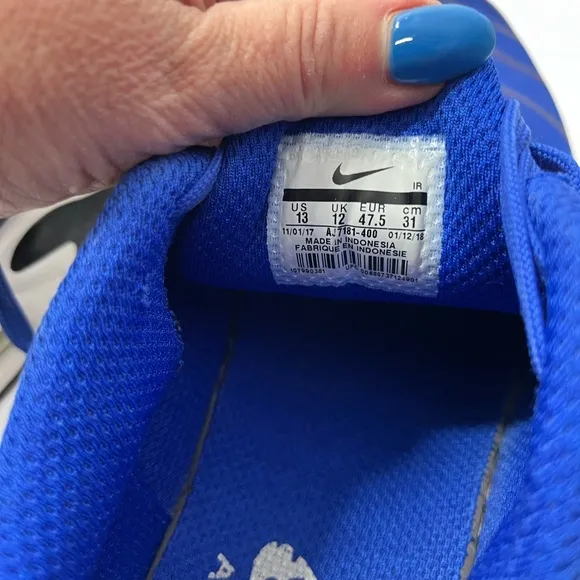 IR
US UK EUR cm
13 12 47.5 31
11/01/17 AJ7181-400 01/12/18
MADE IN INDONESIA
FABRIQUE EN INDONESIE